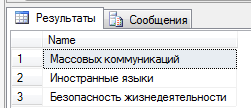 Результаты Сообщения
Name
1 Массовых коммуникаций
2 Иностранные языки
3 Безопасность жизнедеятельности